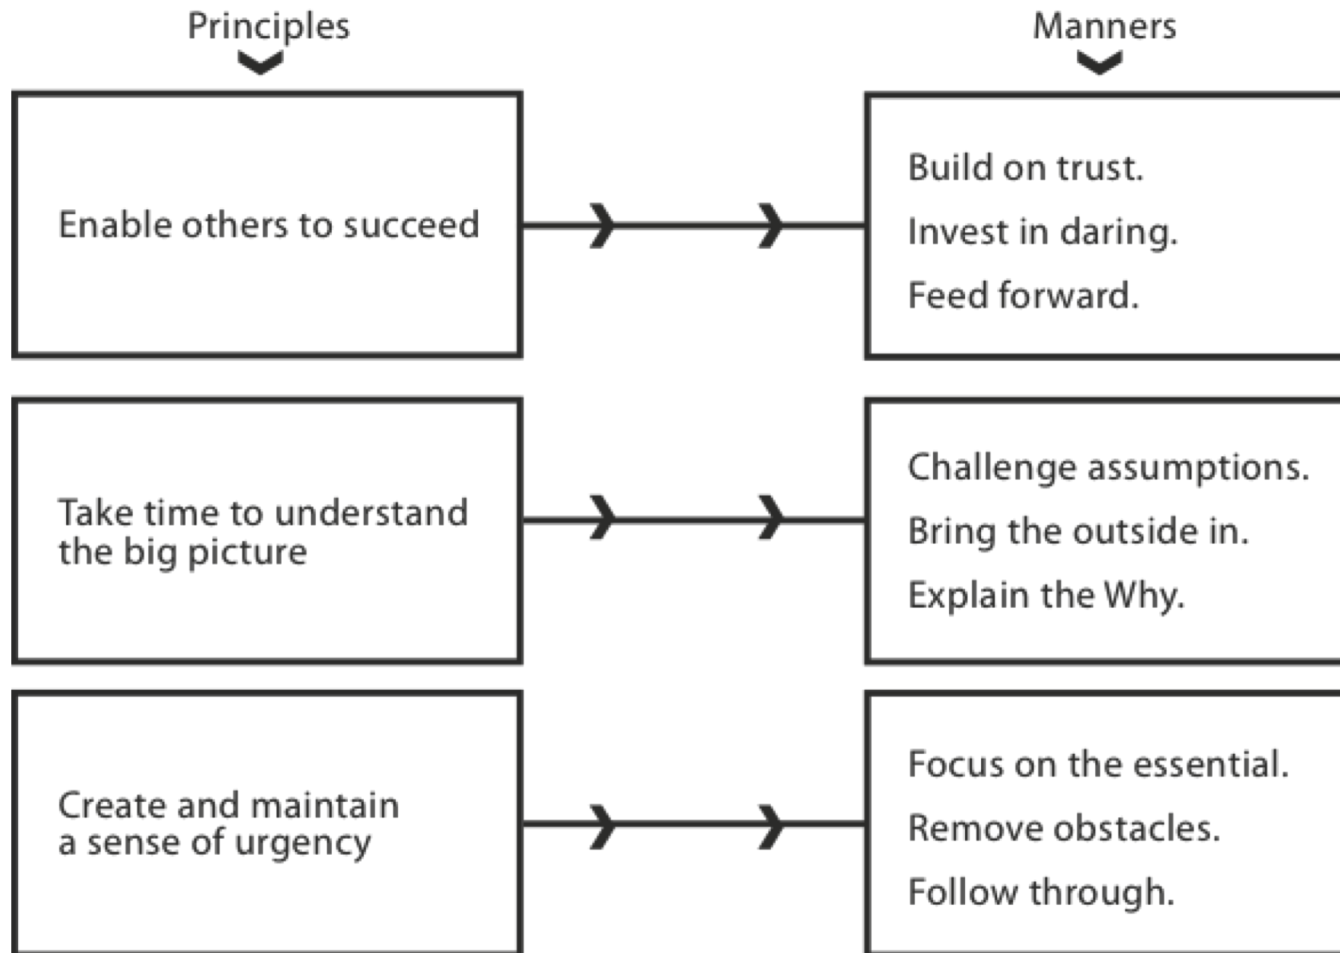 Principles
Manners
Enable others to succeed
Build on trust.
Invest in daring.
Feed forward.
Take time to understand
the big picture
Challenge assumptions.
Bring the outside in.
Explain the Why.
Create and maintain
a sense of urgency
Focus on the essential.
Remove obstacles.
Follow through.